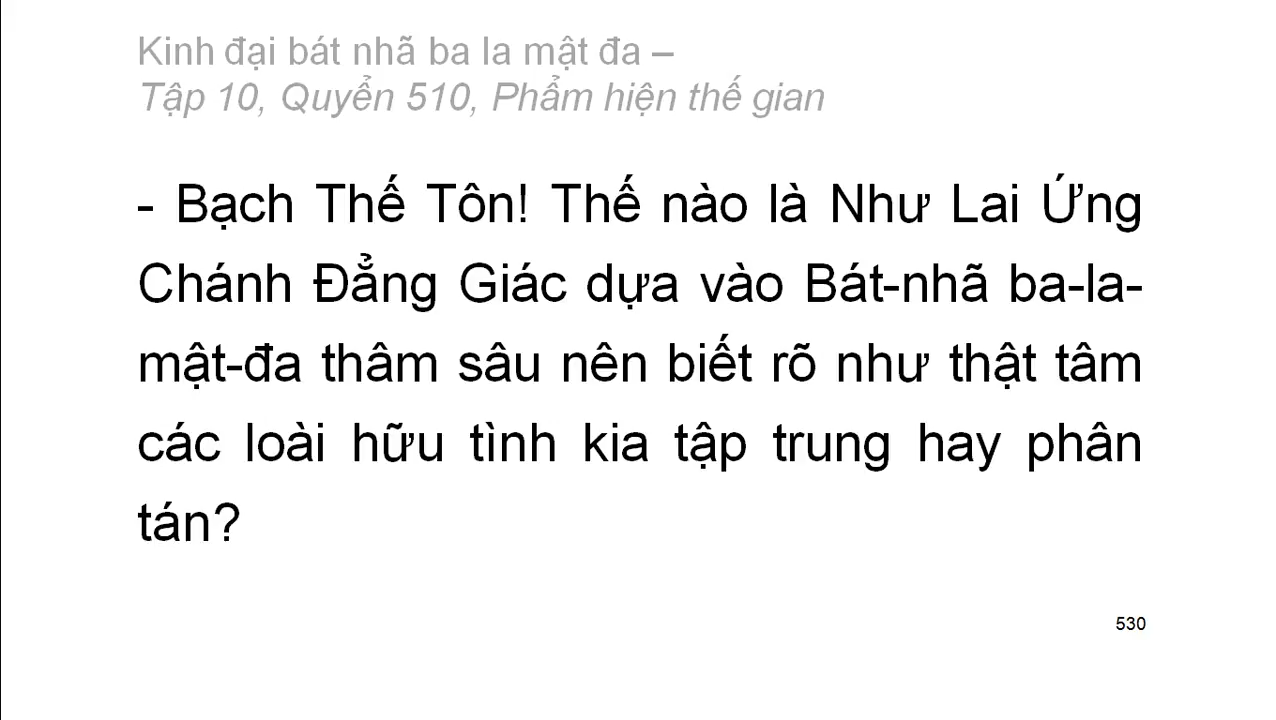 Kinh đại bát nhã ba la mật đa –
Tập 10, Quyển 510, Phẩm hiện thế gian
- Bạch Thế Tôn! Thế nào là Như Lai Ứng
Chánh Đẳng Giác dựa vào Bát-nhã ba-la-
mật-đa thâm sâu nên biết rõ như thật tâm
các loài hữu tình kia tập trung hay phân
tán?
530